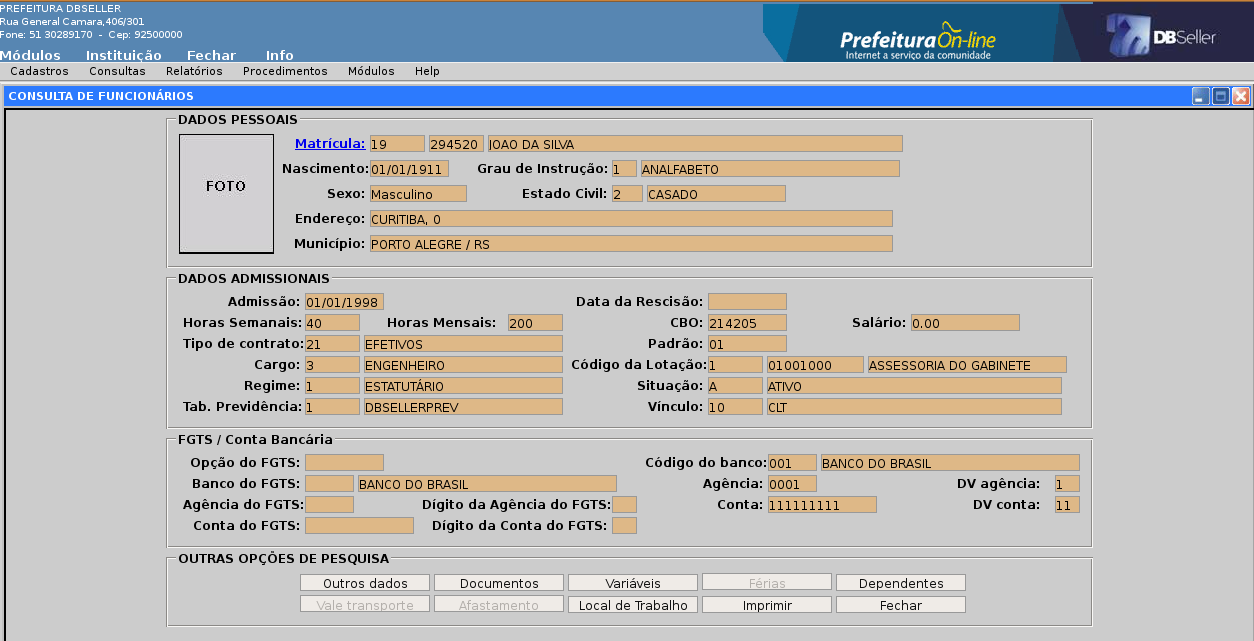 PREFEITURA DBSELLER
Rua General Camara,406/301
Fone: 51 30289170 - Cep: 92500000
PrefeituraOn-line
Internet a serviço da comunidade
DBSeller
Módulos Instituição Fechar Info
Cadastros Consultas Relatórios Procedimentos Módulos Help
CONSULTA DE FUNCIONÁRIOS
DADOS PESSOAIS
FOTO
Matrícula: 19 294520 JOAO DA SILVA
Nascimento: 01/01/1911 Grau de Instrução: 1 ANALFABETO
Sexo: Masculino Estado Civil: 2 CASADO
Endereço: CURITIBA, 0
Município: PORTO ALEGRE / RS
DADOS ADMISSIONAIS
Admissão: 01/01/1998 Data da Rescisão:
Horas Semanais: 40 Horas Mensais: 200 CBO: 214205 Salário: 0.00
Tipo de contrato: 21 EFETIVOS Padrão: 01
Cargo: 3 ENGENHEIRO Código da Lotação: 1 01001000 ASSESSORIA DO GABINETE
Regime: 1 ESTATUTÁRIO Situação: A ATIVO
Tab. Previdência: 1 DBSELLERPREV Vínculo: 10 CLT
FGTS / Conta Bancária
Opção do FGTS: Código do banco: 001 BANCO DO BRASIL
Banco do FGTS: BANCO DO BRASIL Agência: 0001 DV agência: 1
Agência do FGTS: Dígito da Agência do FGTS: Conta: 111111111 DV conta: 11
Conta do FGTS: Dígito da Conta do FGTS:
OUTRAS OPÇÕES DE PESQUISA
Outros dados Documentos Variáveis Férias Dependentes
Vale transporte Afastamento Local de Trabalho Imprimir Fechar